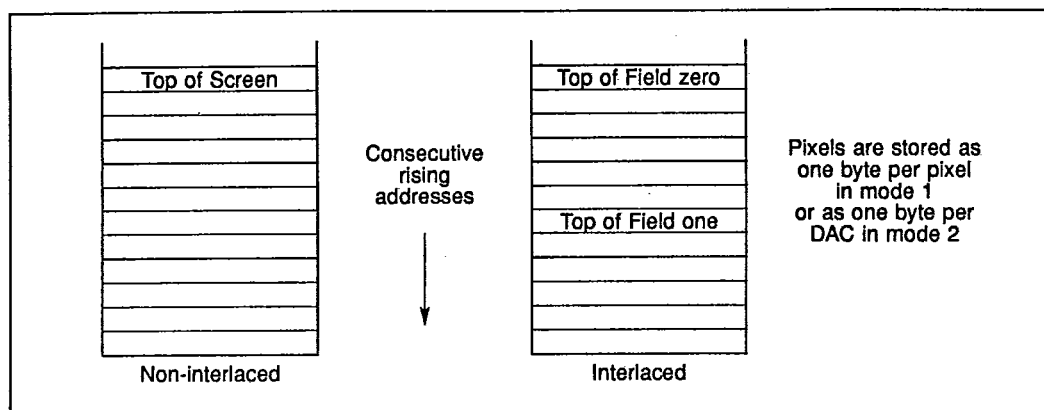 Top of Screen
Non-interlaced
Consecutive
rising
addresses
Top of Field zero
Top of Field one
Interlaced
Pixels are stored as
one byte per pixel
in mode 1
or as one byte per
DAC in mode 2